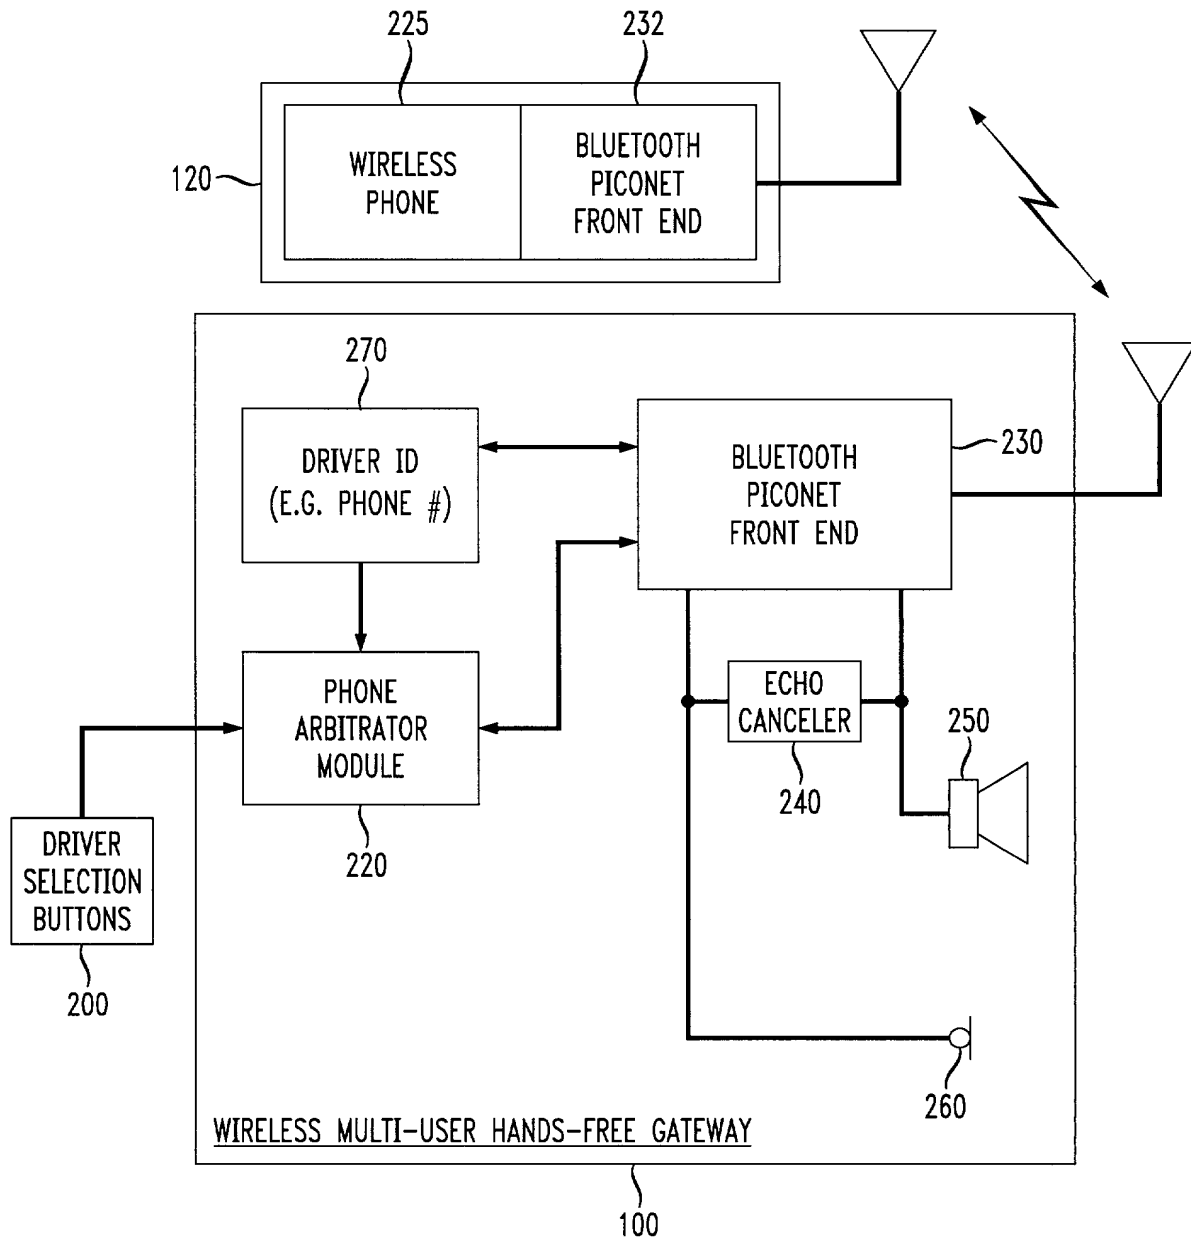 225
232
WIRELESS
PHONE
BLUETOOTH
PICONET
FRONT END
120
270
DRIVER ID
(E.G. PHONE #)
BLUETOOTH
PICONET
FRONT END
230
PHONE
ARBITRATOR
MODULE
220
ECHO
CANCELER
240
250
DRIVER
SELECTION
BUTTONS
200
260
WIRELESS MULTI-USER HANDS-FREE GATEWAY
100